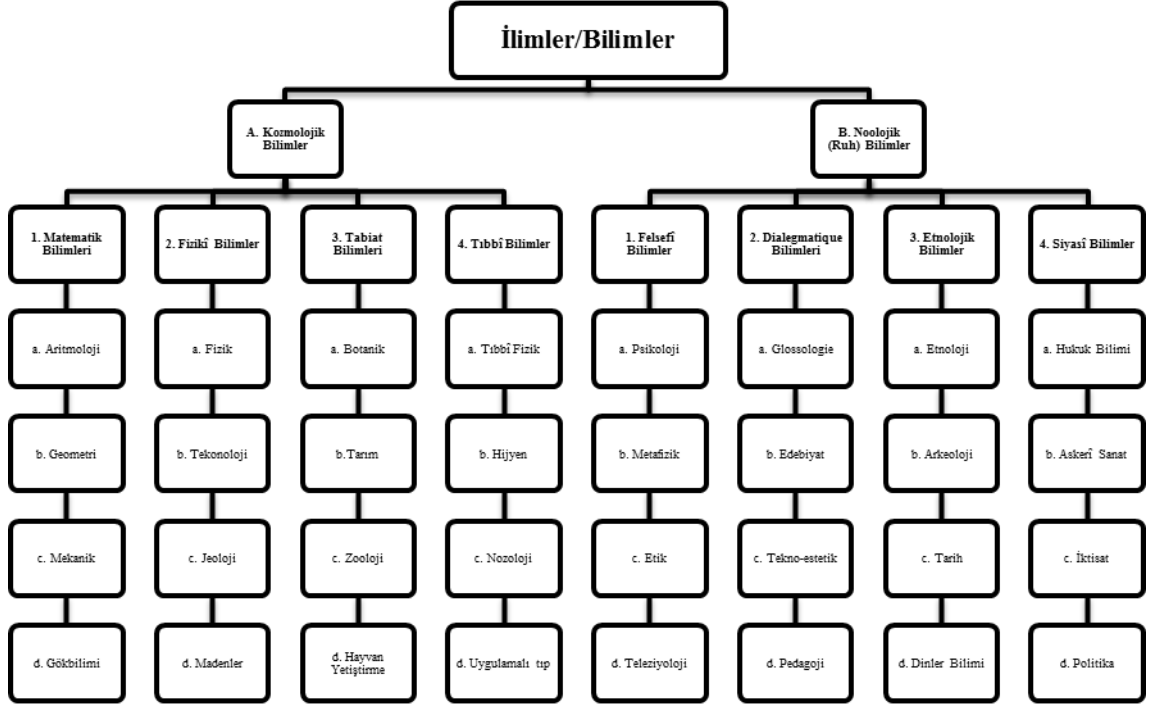 İlimler/Bilimler
A. Kozmolojik
Bilimler
B. Noolojik
(Ruh) Bilimler
1. Matematik
Bilimleri
2. Fizikî Bilimler
3. Tabiat
Bilimleri
4. Tıbbî Bilimler
1. Felsefî
Bilimler
2. Dialegmatique
Bilimleri
3. Etnolojik
Bilimler
4. Siyasî Bilimler
a. Aritmoloji
a. Fizik
a. Botanik
a. Tıbbî Fizik
a. Psikoloji
a. Glossologie
a. Etnoloji
a. Hukuk Bilimi
b. Geometri
b. Tekonoloji
b.Tarım
b. Hijyen
b. Metafizik
b. Edebiyat
b. Arkeoloji
b. Askerî Sanat
c. Mekanik
c. Jeoloji
c. Zooloji
c. Nozoloji
c. Etik
c. Tekno-estetik
c. Tarih
c. İktisat
d. Gökbilimi
d. Madenler
d. Hayvan
Yetiştirme
d. Uygulamalı tıp
d. Teleziyoloji
d. Pedagoji
d. Dinler Bilimi
d. Politika